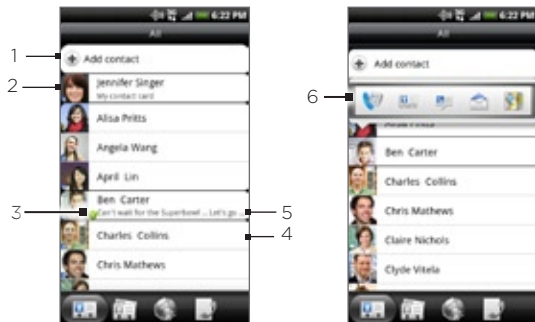 6:22 PM
All
1
Add contact
2
Jennifer Singer
My contact card
Alisa Pritts
Angela Wang
April Lin
Ben Carter
3
Can't wait for the Superbowl ... Let's go ...
5
Charles Collins
4
Chris Mathews
6:22 PM
All
Add contact
6
Ben Carter
Charles Collins
Chris Mathews
Claire Nichols
Clyde Vitela